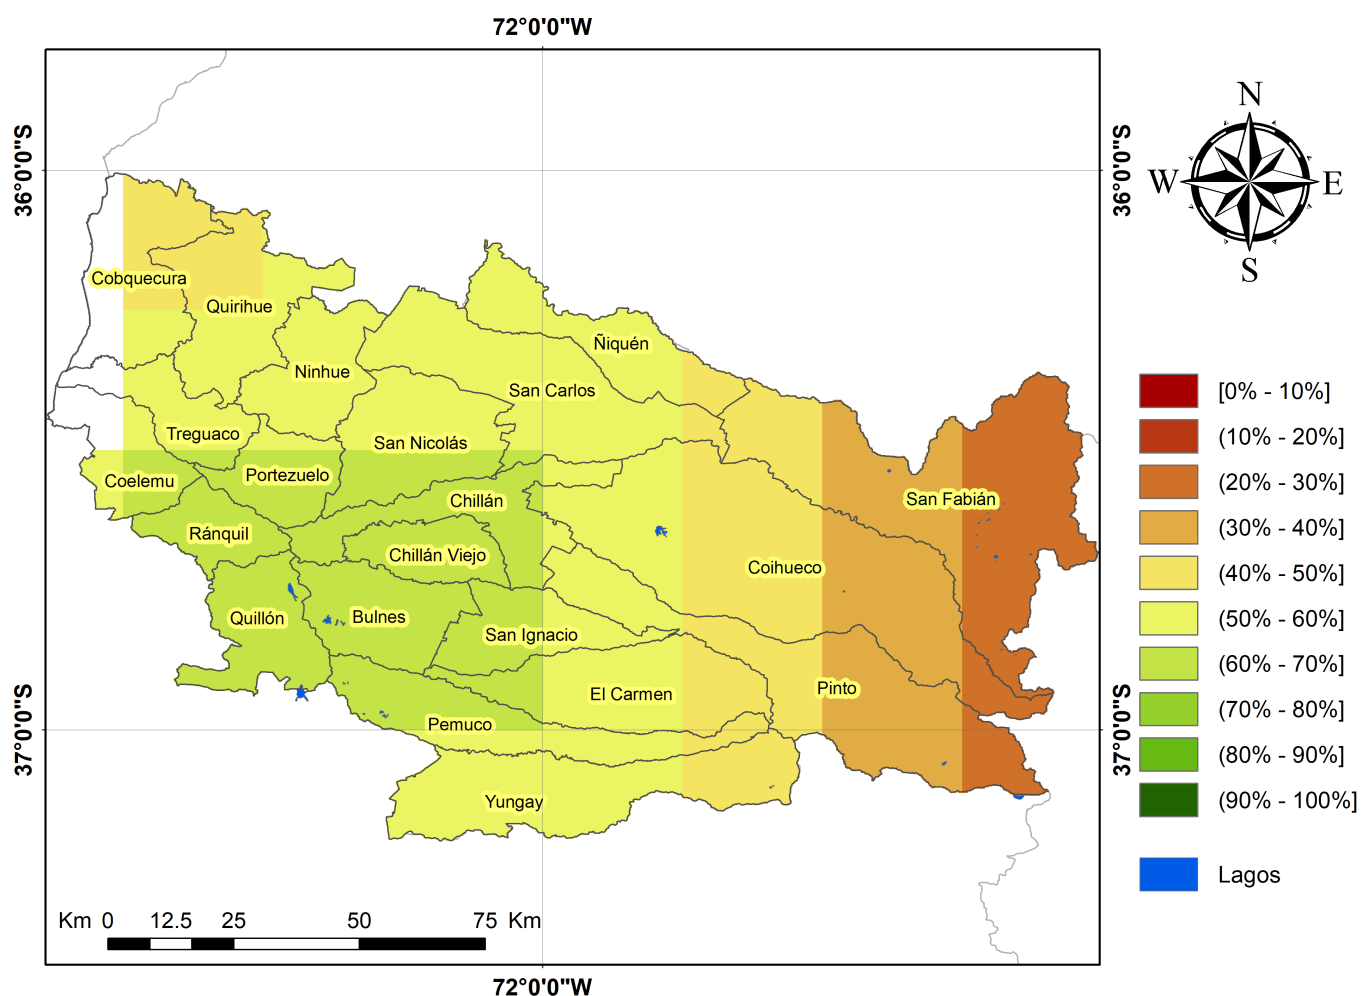 72°0'0"W
N
36°0'0"S
36°0'0"S
W
E
S
Cobquecura
Quirihue
Ñiquén
Ninhue
San Carlos
[0% - 10%]
Treguaco
San Nicolás
(10% - 20%]
Coelemu
Portezuelo
(20% - 30%]
Chillán
San Fabián
(30% - 40%]
Ránquil
Chillán Viejo
Coihueco
(40% - 50%]
Quillón
Bulnes
San Ignacio
(50% - 60%]
El Carmen
Pinto
(60% - 70%]
Pemuco
(70% - 80%]
37°0'0"S
37°0'0"S
(80% - 90%]
Yungay
(90% - 100%]
Lagos
Km 0 12.5 25 50 75 Km
72°0'0"W